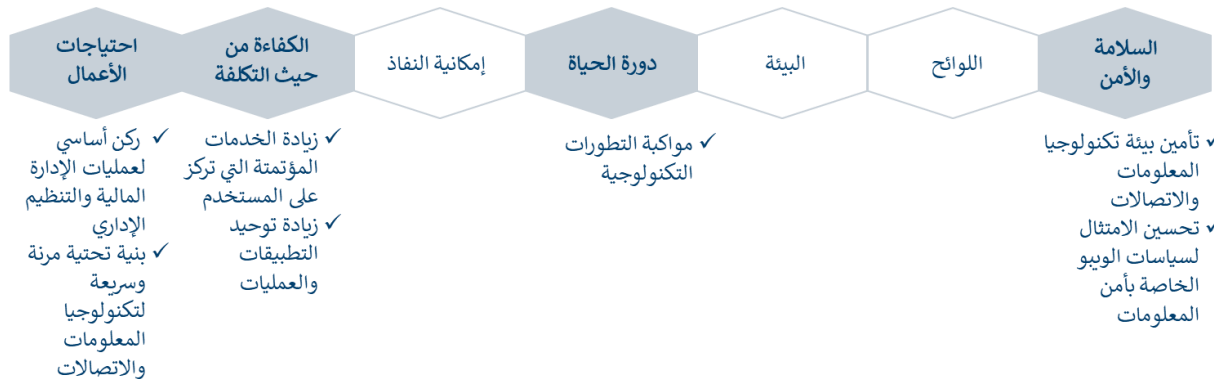 السلامة
والأمن
اللوائح
البيئة
دورة الحياة
إمكانية النفاذ
الكفاءة من
حيث التكلفة
احتياجات
الأعمال
✓ تأمين بيئة تكنولوجيا
المعلومات
والاتصالات
✓ تحسين الامتثال
لسياسات الويبو
الخاصة بأمن
المعلومات
✓ مواكبة التطورات
التكنولوجية
✓ زيادة الخدمات
المؤتمتة التي تركز
على المستخدم
✓ زيادة توحيد
التطبيقات
والعمليات
✓ ركن أساسي
لعمليات الإدارة
المالية والتنظيم
الإداري
✓ بنية تحتية مرنة
وسريعة
لتكنولوجيا
المعلومات
والاتصالات